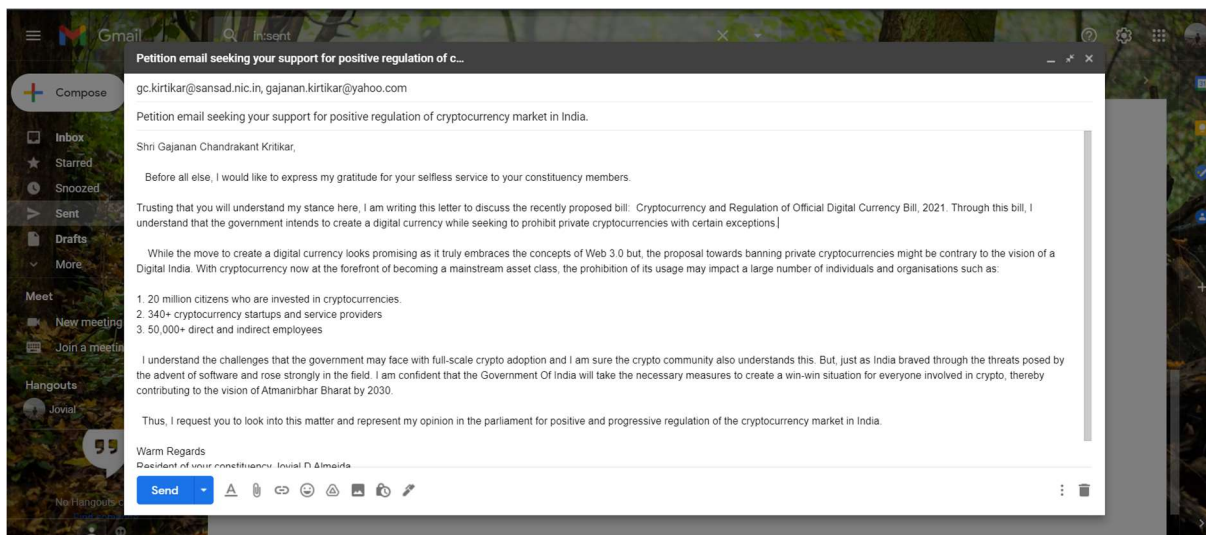 Gmail
in:sent
Petition email seeking your support for positive regulation of c...
Compose
gc.kirtikar@sansad.nic.in, gajanan.kirtikar@yahoo.com
Petition email seeking your support for positive regulation of cryptocurrency market in India.
Inbox
Starred
Snoozed
Sent
Drafts
More
Meet
New meeting
Join a meetin
Hangouts
Jovial
No Hangouts c
Shri Gajanan Chandrakant Kritikar,
Before all else, I would like to express my gratitude for your selfless service to your constituency members.
Trusting that you will understand my stance here, I am writing this letter to discuss the recently proposed bill: Cryptocurrency and Regulation of Official Digital Currency Bill, 2021. Through this bill, I
understand that the government intends to create a digital currency while seeking to prohibit private cryptocurrencies with certain exceptions.
While the move to create a digital currency looks promising as it truly embraces the concepts of Web 3.0 but, the proposal towards banning private cryptocurrencies might be contrary to the vision of a
Digital India. With cryptocurrency now at the forefront of becoming a mainstream asset class, the prohibition of its usage may impact a large number of individuals and organisations such as:
1. 20 million citizens who are invested in cryptocurrencies.
2. 340+ cryptocurrency startups and service providers
3. 50,000+ direct and indirect employees
I understand the challenges that the government may face with full-scale crypto adoption and I am sure the crypto community also understands this. But, just as India braved through the threats posed by
the advent of software and rose strongly in the field. I am confident that the Government Of India will take the necessary measures to create a win-win situation for everyone involved in crypto, thereby
contributing to the vision of Atmanirbhar Bharat by 2030.
Thus, I request you to look into this matter and represent my opinion in the parliament for positive and progressive regulation of the cryptocurrency market in India.
Warm Regards
Resident of your constituency Jovial D Almeida
Send